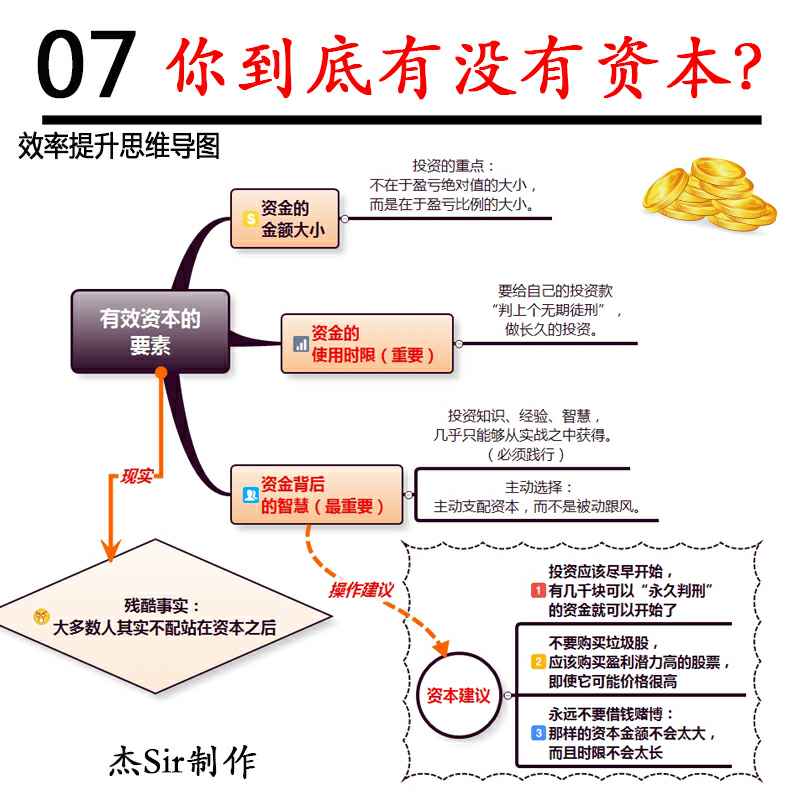 07 你到底有没有资本?
效率提升思维导图
投资的重点：
不在于盈亏绝对值的大小，
而是在于盈亏比例的大小。
资金的
金额大小
要给自己的投资款
“判上个无期徒刑”，
做长久的投资。
有效资本的
要素
资金的
使用时限（重要）
投资知识、经验、智慧，
几乎只能够从实战之中获得。
（必须践行）
资金背后
的智慧（最重要）
主动选择：
主动支配资本，而不是被动跟风。
现实
残酷事实：
大多数人其实不配站在资本之后
操作建议
资本建议
投资应该尽早开始，
1 有几千块可以“永久判刑”
的资金就可以开始了
不要购买垃圾股，
2 应该购买盈利潜力高的股票，
即使它可能价格很高
永远不要借钱赌博：
3 那样的资本金额不会太大，
而且时限不会太长
杰Sir制作